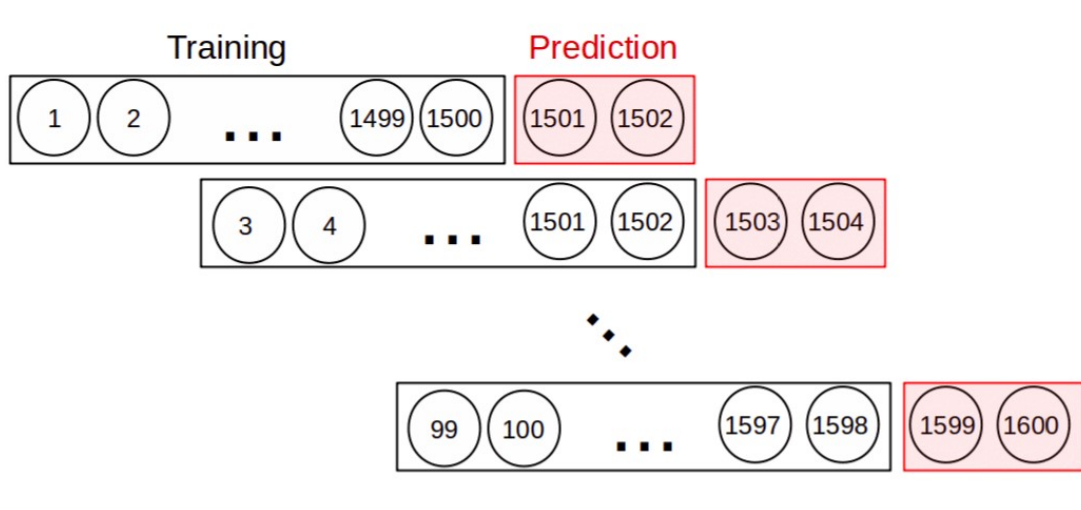 Training Prediction
1 2 ... 1499 1500 1501 1502
3 4 ... 1501 1502 1503 1504
...
99 100 ... 1597 1598 1599 1600